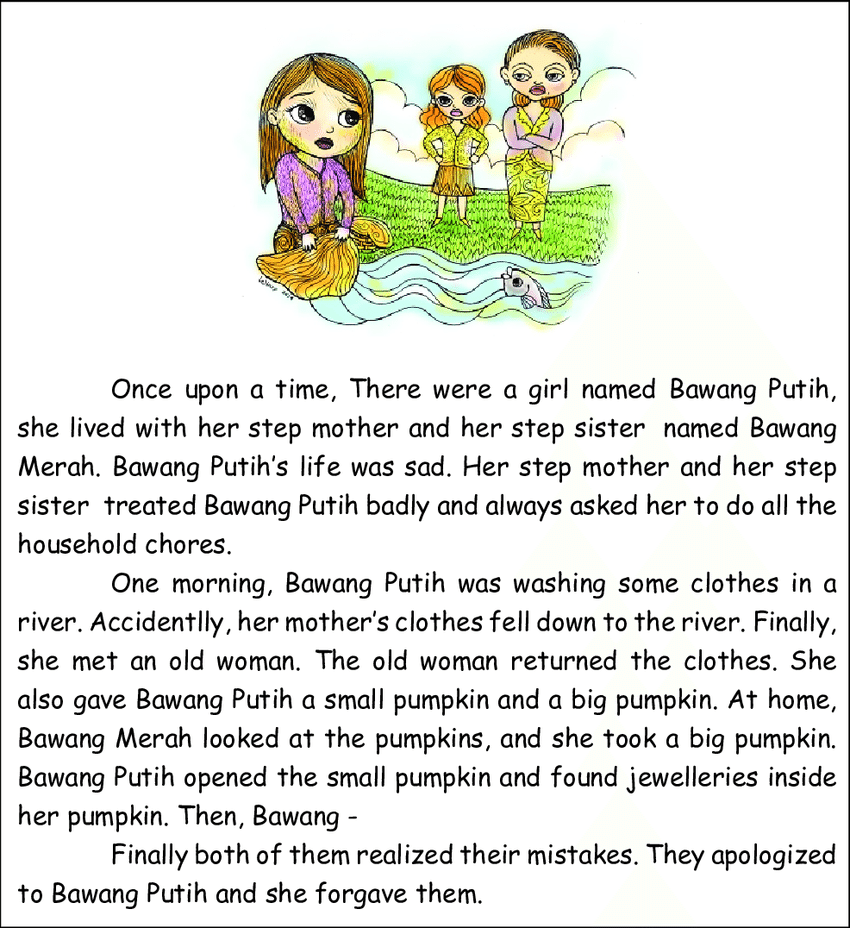 Once upon a time, There were a girl named Bawang Putih,
she lived with her step mother and her step sister named Bawang
Merah. Bawang Putih's life was sad. Her step mother and her step
sister treated Bawang Putih badly and always asked her to do all the
household chores.
One morning, Bawang Putih was washing some clothes in a
river. Accidentlly, her mother's clothes fell down to the river. Finally,
she met an old woman. The old woman returned the clothes. She
also gave Bawang Putih a small pumpkin and a big pumpkin. At home,
Bawang Merah looked at the pumpkins, and she took a big pumpkin.
Bawang Putih opened the small pumpkin and found jewelleries inside
her pumpkin. Then, Bawang -
Finally both of them realized their mistakes. They apologized
to Bawang Putih and she forgave them.